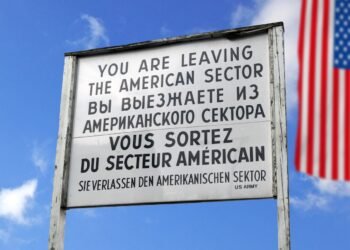 YOU ARE LEAVING
THE AMERICAN SECTOR
ВЫ ВЫЕЗЖАЕТЕ ИЗ
АМЕРИКАНСКОГО СЕКТОРА
VOUS SORTEZ
DU SECTEUR AMÉRICAIN
SIE VERLASSEN DEN AMERIKANISCHEN SEKTOR
US ARMY